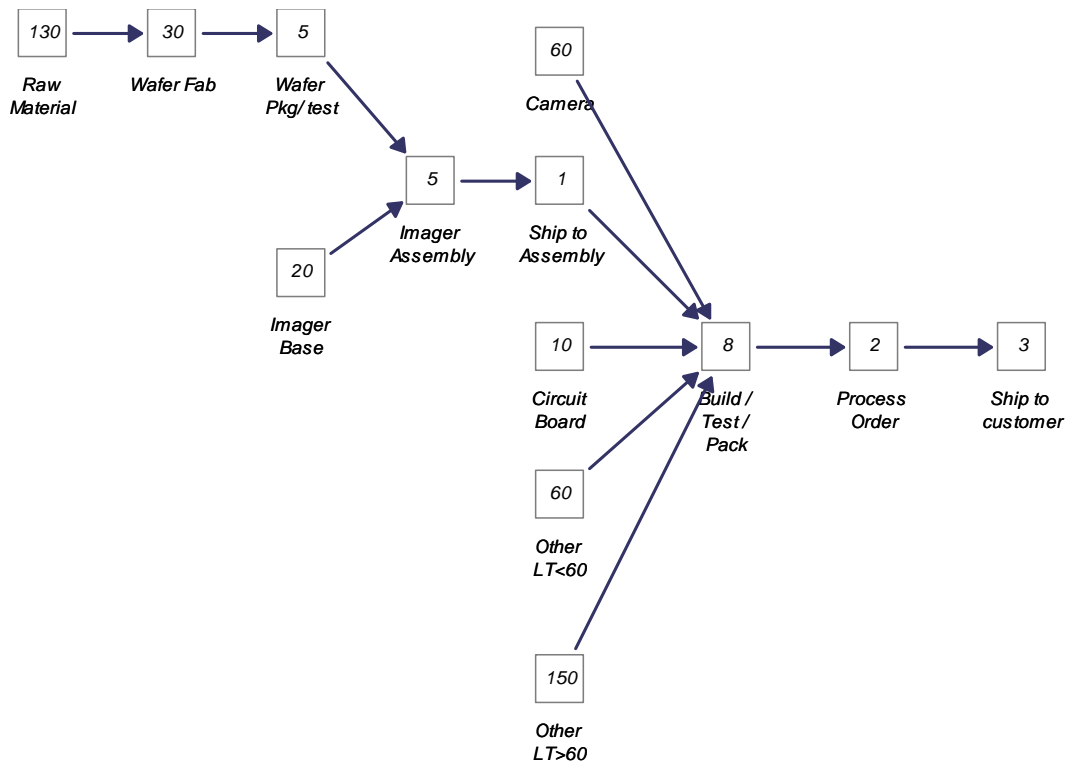 130
30
5
Raw
Material
Wafer Fab
Wafer
Pkg/test
60
Camera
5
Imager
Assembly
1
Ship to
Assembly
20
Imager
Base
10
Circuit
Board
8
Build /
Test /
Pack
2
Process
Order
3
Ship to
customer
60
Other
LT<60
150
Other
LT>60